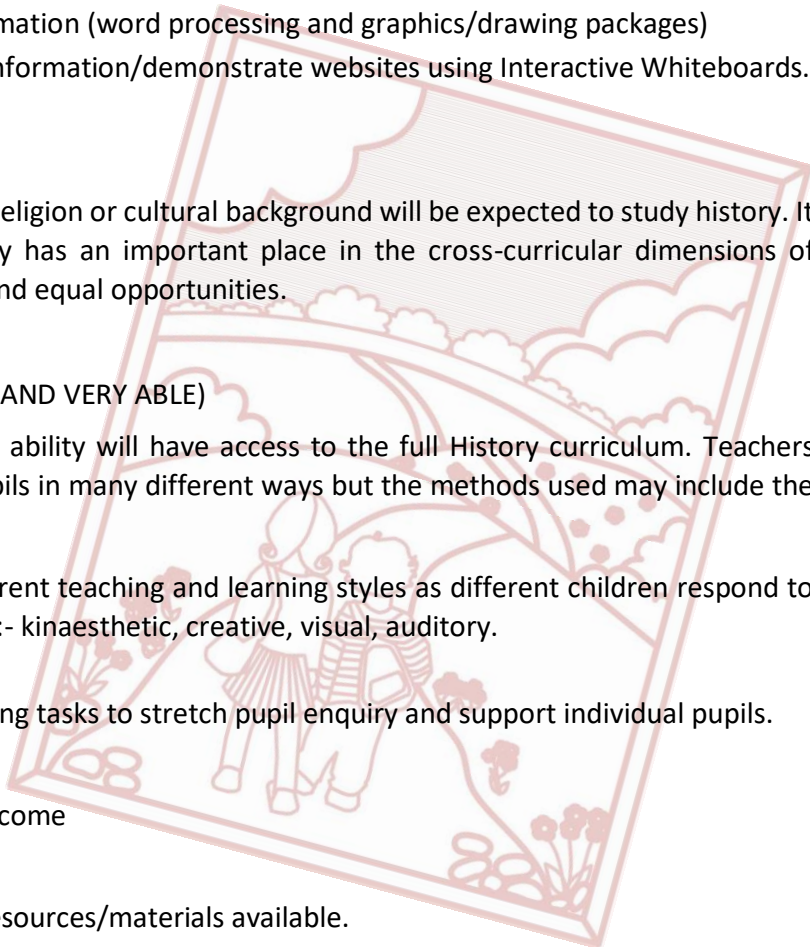 mation (word processing and graphics/drawing packages)
nformation/demonstrate websites using Interactive Whiteboards.
eligion or cultural background will be expected to study history. It
y has an important place in the cross-curricular dimensions of
nd equal opportunities.
AND VERY ABLE)
ability will have access to the full History curriculum. Teachers
pils in many different ways but the methods used may include the
rent teaching and learning styles as different children respond to
:- kinaesthetic, creative, visual, auditory.
ng tasks to stretch pupil enquiry and support individual pupils.
come
esources/materials available.